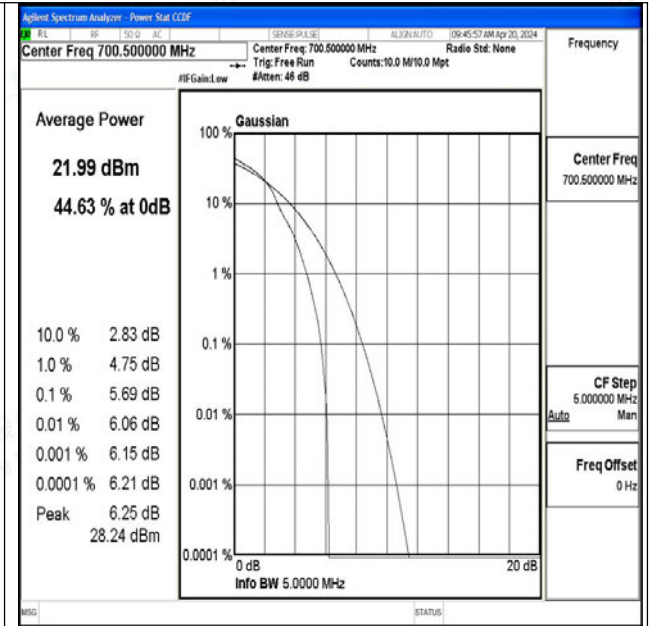 Agilent Spectrum Analyzer - Power Stat CCDF
RL RF 50 Ω AC SENSE:PULSE ALIGN AUTO 09:45:57 AM Apr 20, 2024
Center Freq 700.500000 MHz
Center Freq: 700.500000 MHz Radio Std: None
Trig: Free Run Counts:10.0 M/10.0 Mpt
#IFGain:Low #Atten: 46 dB
Frequency
Average Power
21.99 dBm
44.63 % at 0dB
10.0 % 2.83 dB
1.0 % 4.75 dB
0.1 % 5.69 dB
0.01 % 6.06 dB
0.001 % 6.15 dB
0.0001 % 6.21 dB
Peak 6.25 dB
28.24 dBm
Gaussian
100 %
10 %
1 %
0.1 %
0.01 %
0.001 %
0.0001 %
0 dB 20 dB
Info BW 5.0000 MHz
Center Freq
700.500000 MHz
CF Step
5.000000 MHz
Auto Man
Freq Offset
0 Hz
MSG STATUS